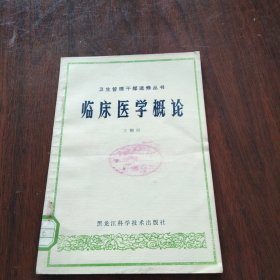 卫生管理干部进修丛书
临床医学概论
黑龙江科学技术出版社